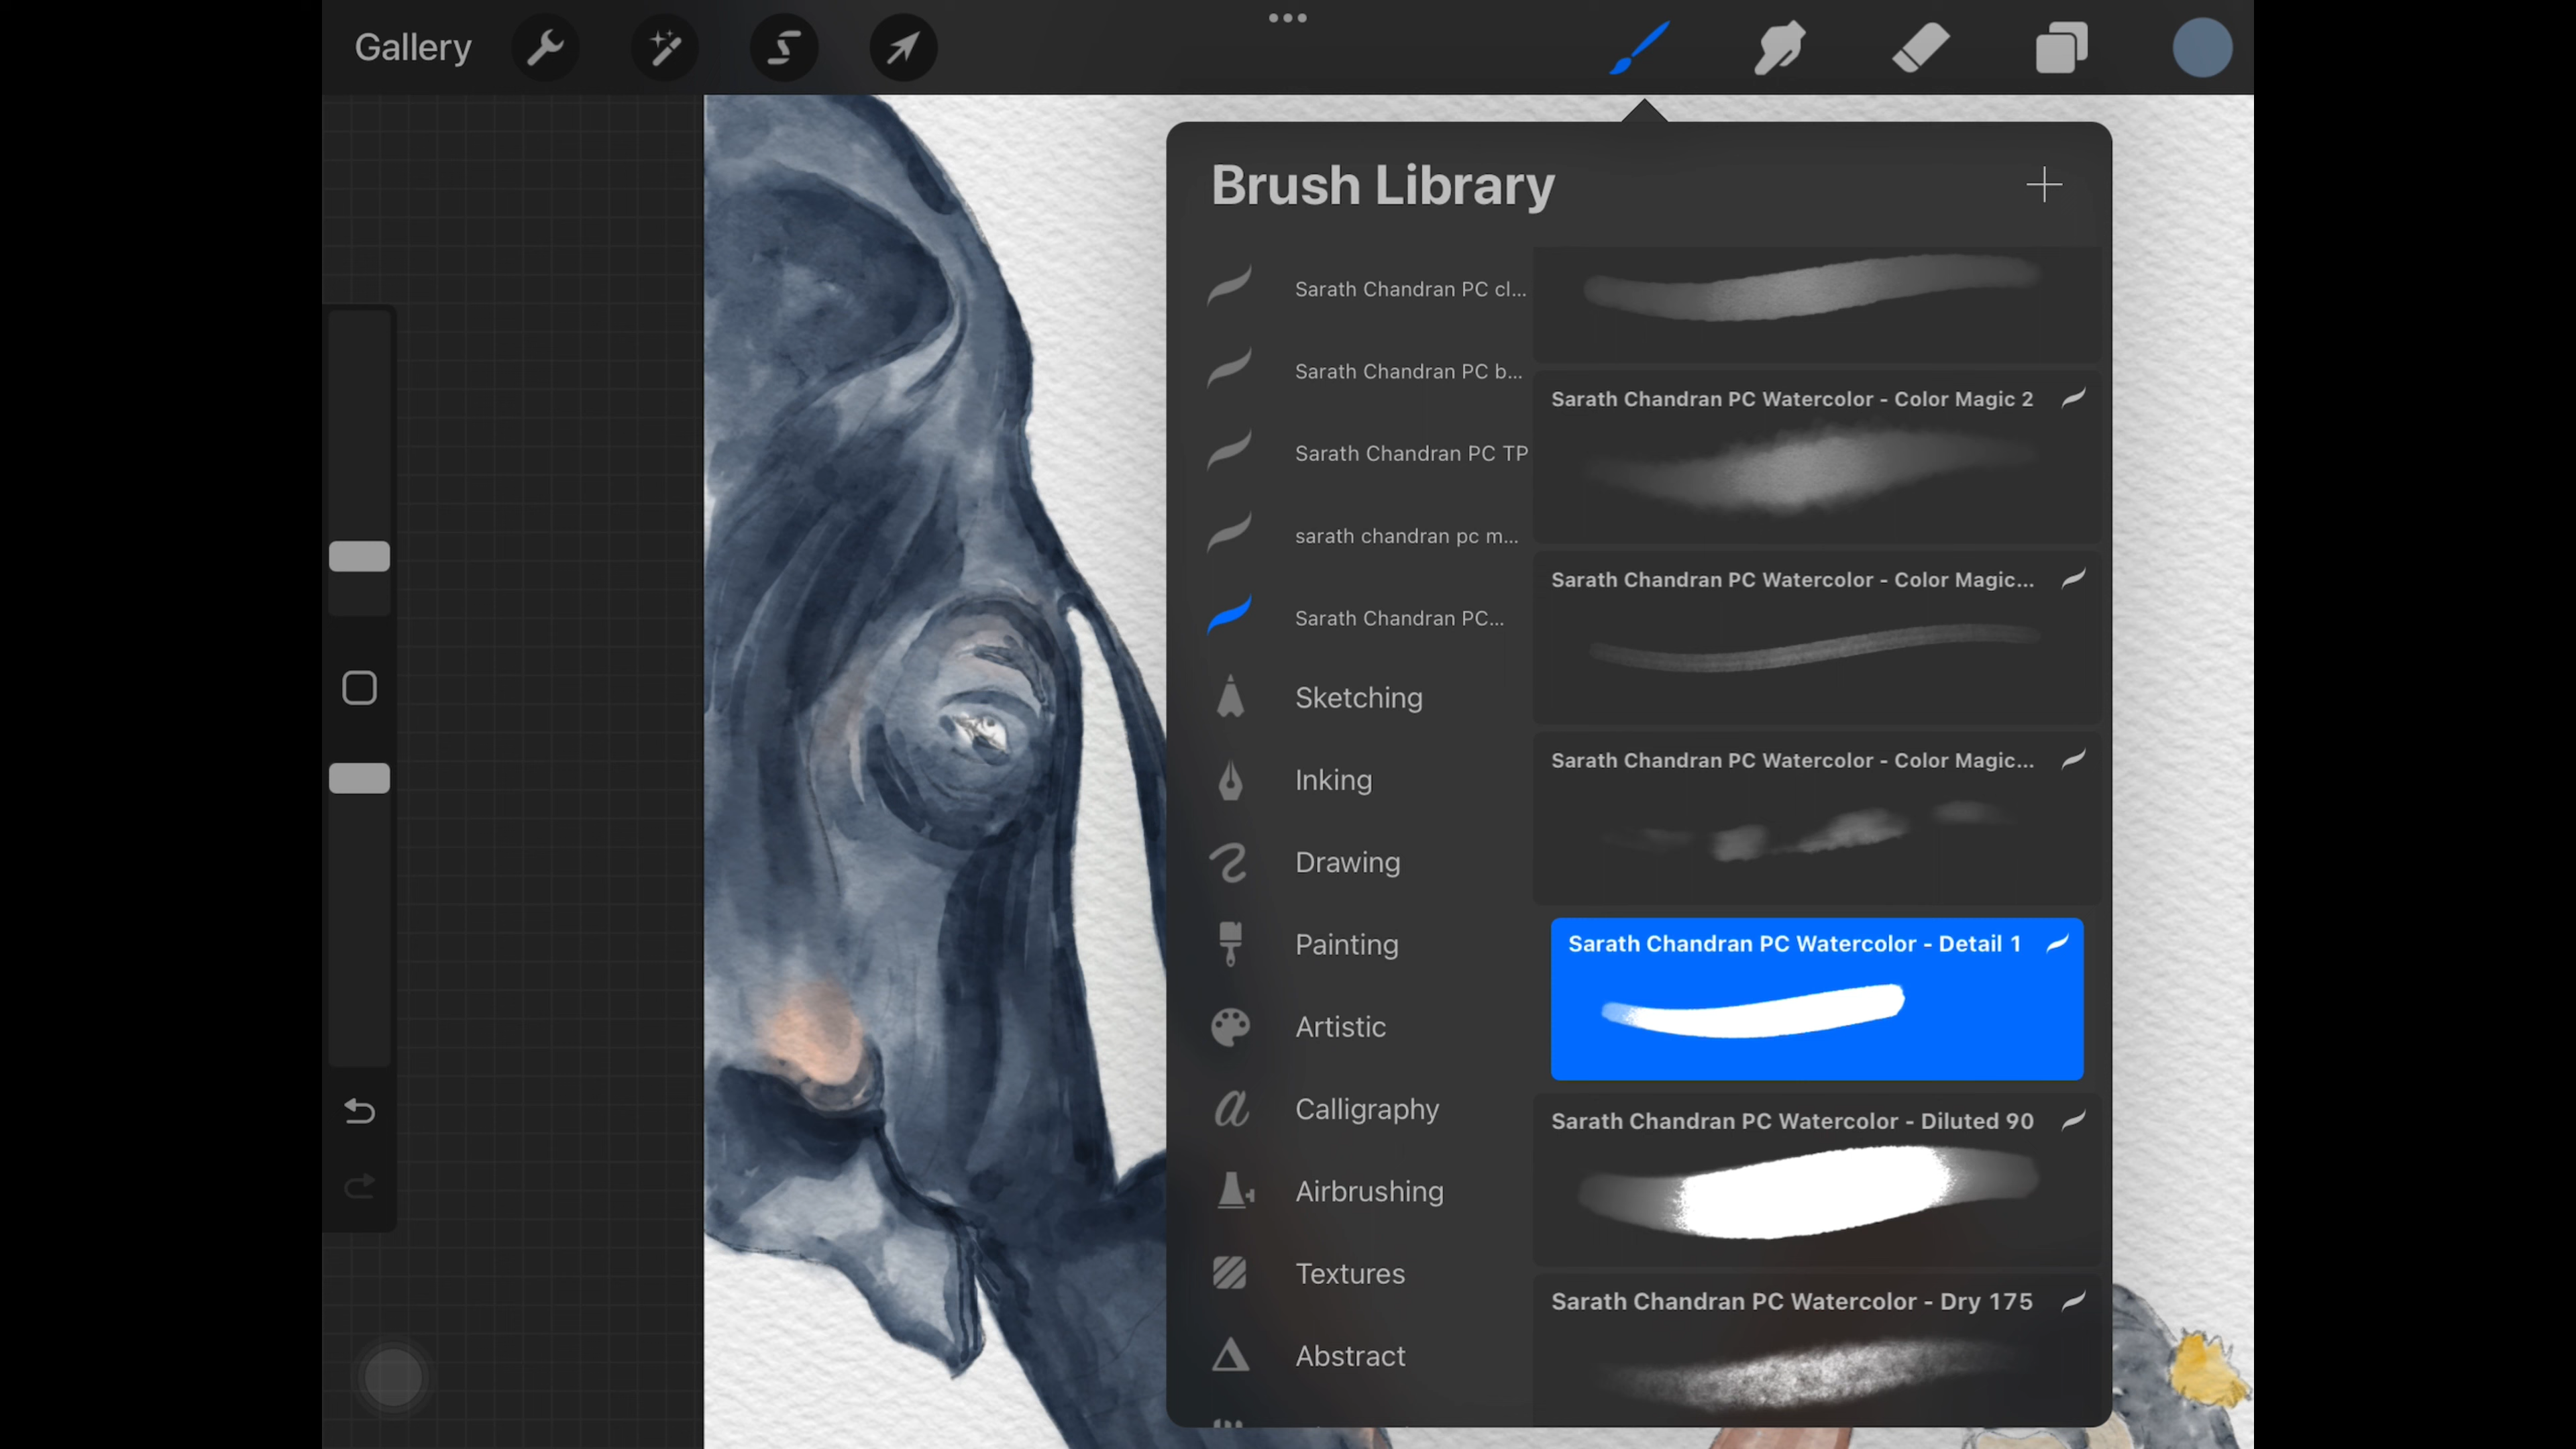 Gallery
Brush Library
Sarath Chandran PC cl...
Sarath Chandran PC b...
Sarath Chandran PC TP
sarath chandran pc m...
Sarath Chandran PC...
Sketching
Inking
Drawing
Painting
Artistic
Calligraphy
Airbrushing
Textures
Abstract
Sarath Chandran PC Watercolor - Color Magic 2
Sarath Chandran PC Watercolor - Color Magic...
Sarath Chandran PC Watercolor - Color Magic...
Sarath Chandran PC Watercolor - Detail 1
Sarath Chandran PC Watercolor - Diluted 90
Sarath Chandran PC Watercolor - Dry 175